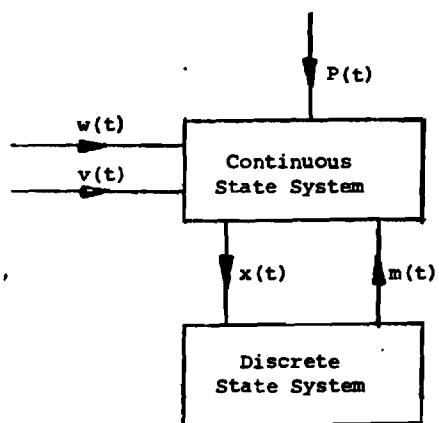 P(t)
w(t)
v(t)
Continuous
State System
x(t)
m(t)
Discrete
State System